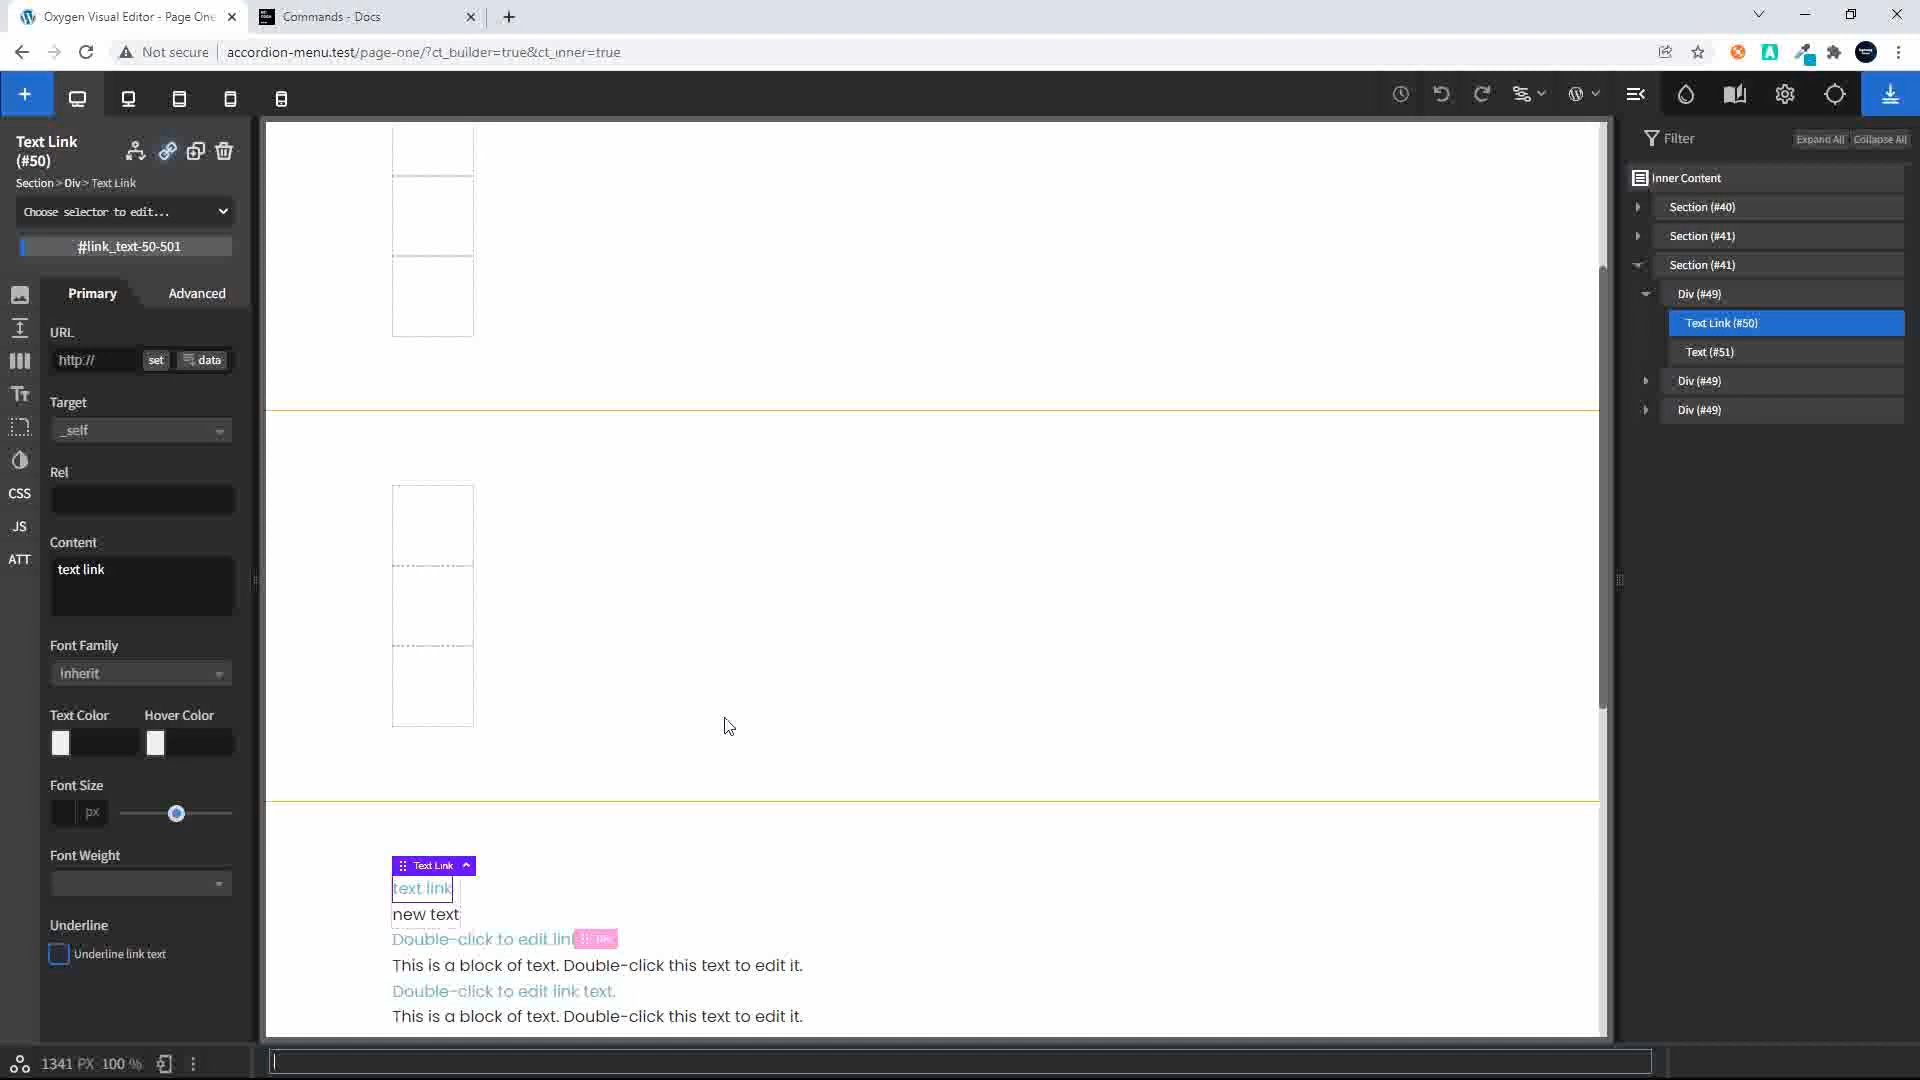 Oxygen Visual Editor - Page One
Commands - Docs
Not secure
accordion-menu.test/page-one/?ct_builder=true&ct_inner=true
Text Link
(#50)
Section > Div > Text Link
Choose selector to edit...
#link_text-50-501
Primary
Advanced
URL
http://
set
data
Target
_self
Rel
CSS
JS
ATT
Content
text link
Font Family
Inherit
Text Color
Hover Color
Font Size
px
Font Weight
Underline
Underline link text
1341 PX 100 %
Text Link
text link
new text
Double-click to edit link
This is a block of text. Double-click this text to edit it.
Double-click to edit link text.
This is a block of text. Double-click this text to edit it.
Filter
Expand All
Collapse All
Inner Content
Section (#40)
Section (#41)
Section (#41)
Div (#49)
Text Link (#50)
Text (#51)
Div (#49)
Div (#49)